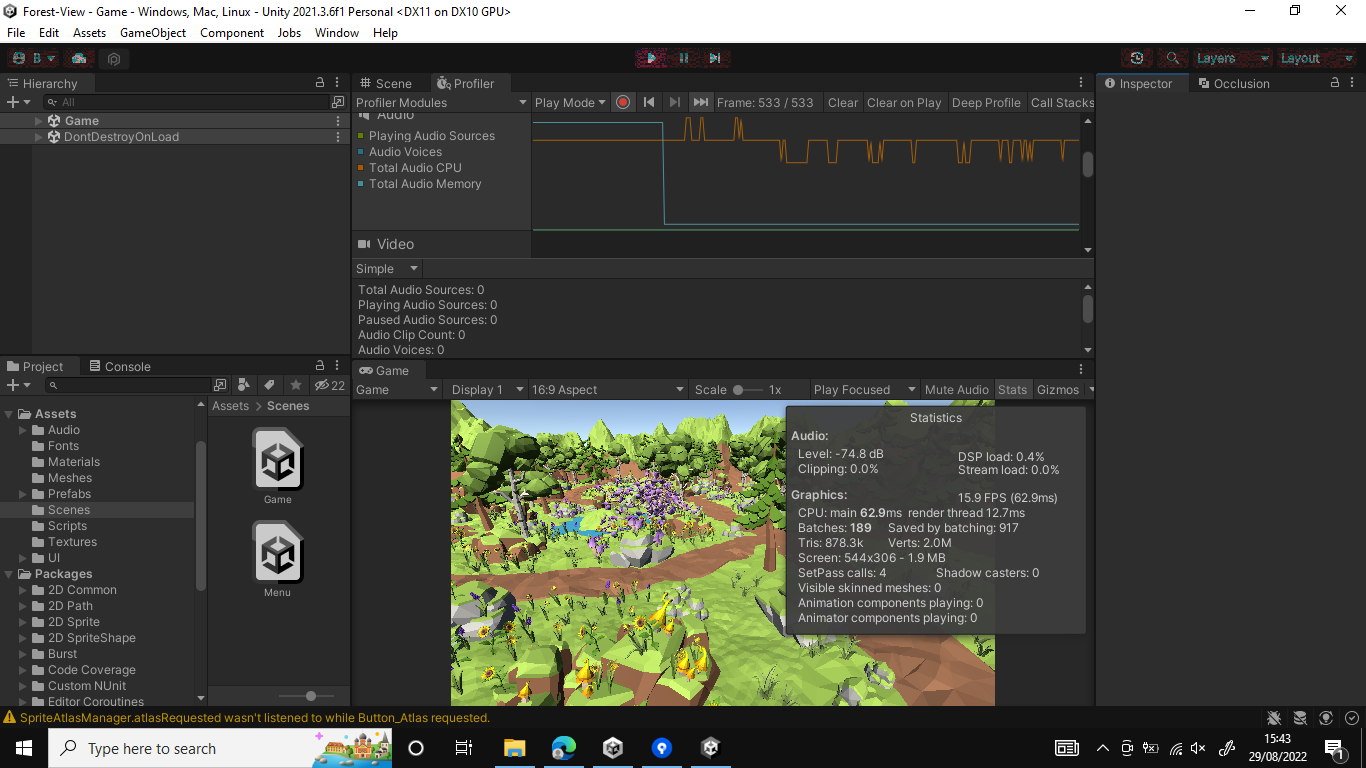 Forest-View - Game - Windows, Mac, Linux - Unity 2021.3.6f1 Personal <DX11 on DX10 GPU>
File Edit Assets GameObject Component Jobs Window Help
B
Layers Layout
Hierarchy
All
Game
DontDestroyOnLoad
Scene Profiler
Profiler Modules Play Mode Frame: 533 / 533 Clear Clear on Play Deep Profile Call Stacks
Audio
Playing Audio Sources
Audio Voices
Total Audio CPU
Total Audio Memory
Video
Simple
Total Audio Sources: 0
Playing Audio Sources: 0
Paused Audio Sources: 0
Audio Clip Count: 0
Audio Voices: 0
Inspector Occlusion
Project Console
22
Assets
Audio
Fonts
Materials
Meshes
Prefabs
Scenes
Scripts
Textures
UI
Packages
2D Common
2D Path
2D Sprite
2D SpriteShape
Burst
Code Coverage
Custom NUnit
Editor Coroutines
Assets > Scenes
Game
Menu
Game
Game Display 1 16:9 Aspect Scale 1x Play Focused Mute Audio Stats Gizmos
Statistics
Audio:
Level: -74.8 dB DSP load: 0.4%
Clipping: 0.0% Stream load: 0.0%
Graphics: 15.9 FPS (62.9ms)
CPU: main 62.9ms render thread 12.7ms
Batches: 189 Saved by batching: 917
Tris: 878.3k Verts: 2.0M
Screen: 544x306 - 1.9 MB
SetPass calls: 4 Shadow casters: 0
Visible skinned meshes: 0
Animation components playing: 0
Animator components playing: 0
SpriteAtlasManager.atlasRequested wasn't listened to while Button_Atlas requested.
Type here to search
15:43
29/08/2022
1